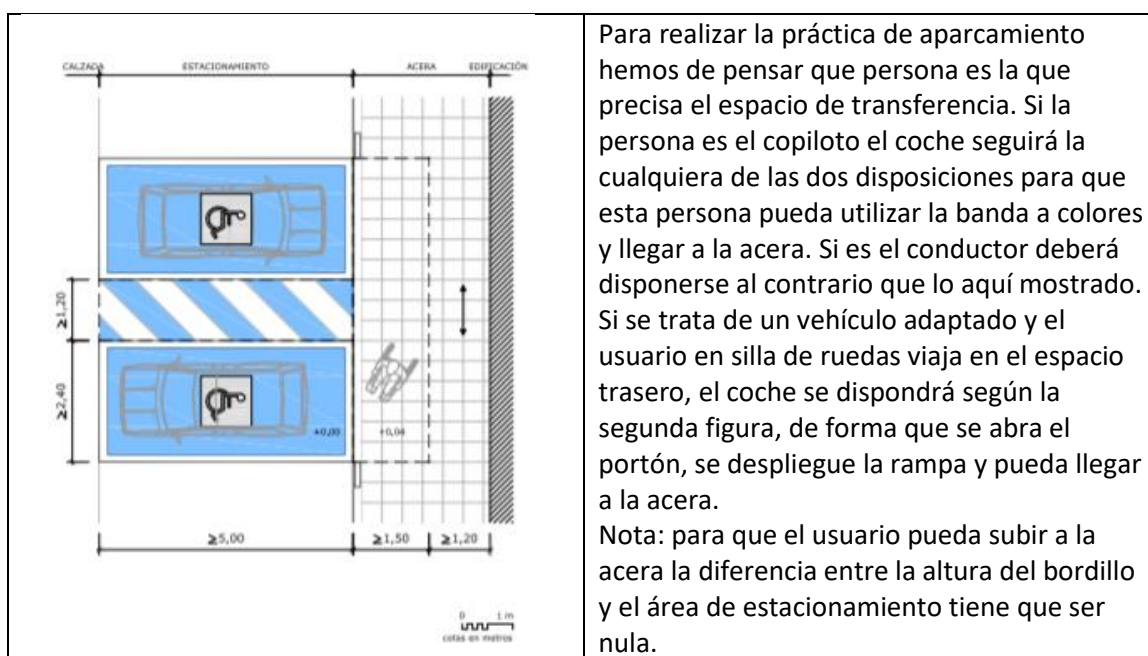 CALZADA ESTACIONAMIENTO ACERA EDIFICACIÓN
≥1,20
≥2,40
+0,00 +0,04
≥5,00 ≥1,50 ≥1,20
0 1 m
cotas en metros
Para realizar la práctica de aparcamiento
hemos de pensar que persona es la que
precisa el espacio de transferencia. Si la
persona es el copiloto el coche seguirá la
cualquiera de las dos disposiciones para que
esta persona pueda utilizar la banda a colores
y llegar a la acera. Si es el conductor deberá
disponerse al contrario que lo aquí mostrado.
Si se trata de un vehículo adaptado y el
usuario en silla de ruedas viaja en el espacio
trasero, el coche se dispondrá según la
segunda figura, de forma que se abra el
portón, se despliegue la rampa y pueda llegar
a la acera.
Nota: para que el usuario pueda subir a la
acera la diferencia entre la altura del bordillo
y el área de estacionamiento tiene que ser
nula.